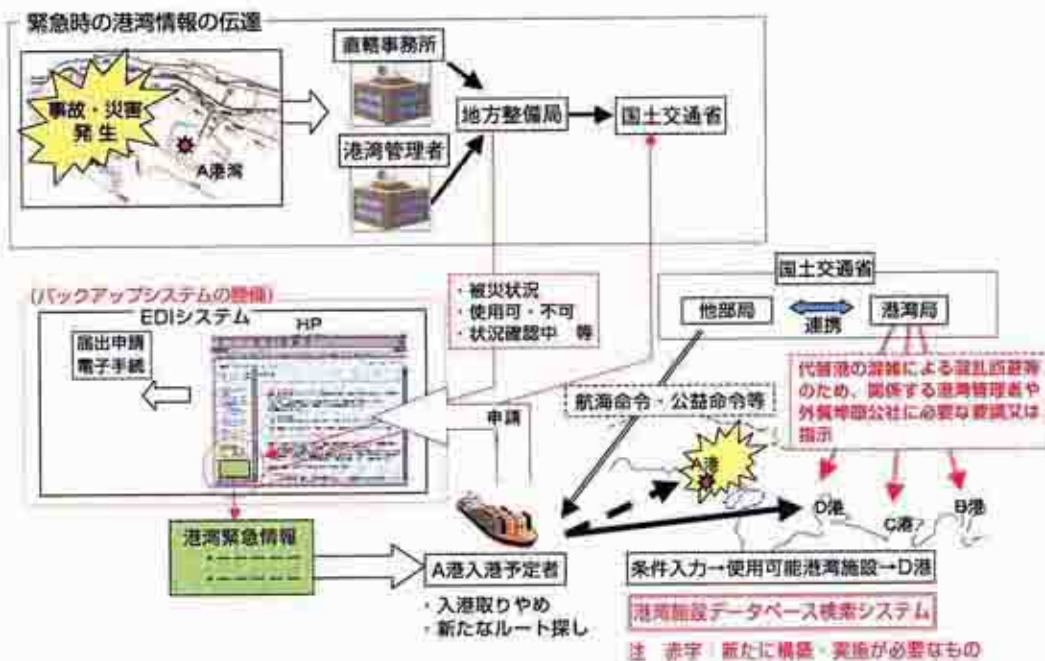 緊急時の港湾情報の伝達
事故・災害
発生
A港湾
直轄事務所
港湾管理者
地方整備局
国土交通省
・被災状況
・使用可・不可
・状況確認中 等
(バックアップシステムの整備)
EDIシステム
HP
届出申請
電子手続
申請
港湾緊急情報
A港入港予定者
・入港取りやめ
・新たなルート探し
国土交通省
他部局
連携
港湾局
代替港の混雑による混乱回避等
のため、関係する港湾管理者や
外貿埠頭公社に必要な要請又は
指示
航海命令・公益命令等
A港
D港
C港
B港
条件入力→使用可能港湾施設→D港
港湾施設データベース検索システム
注 赤字:新たに構築・実施が必要なもの